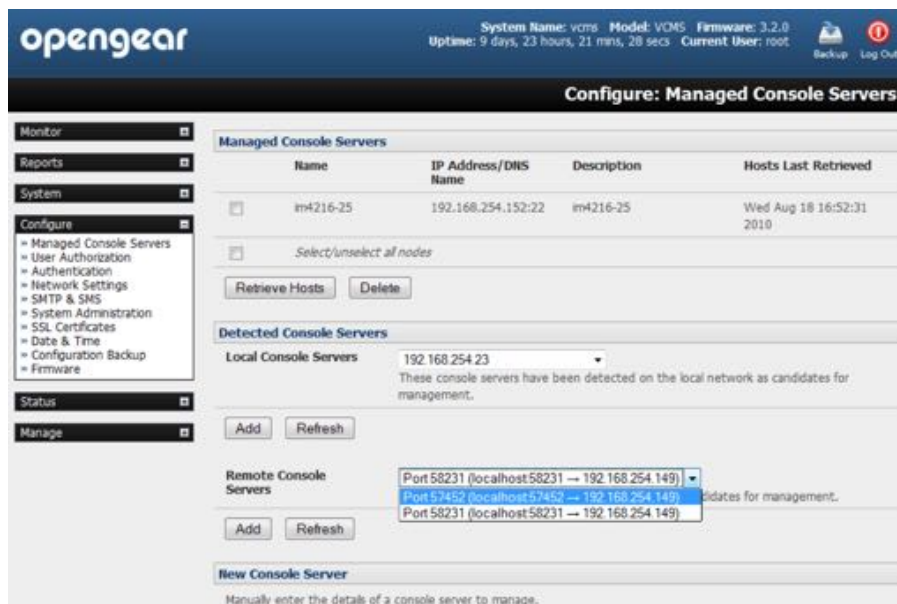 opengear
System Name: vcms Model: VCMS Firmware: 3.2.0
Uptime: 9 days, 23 hours, 21 mins, 28 secs Current User: root
Backup
Log Out
Configure: Managed Console Servers
Monitor
Reports
System
Configure
» Managed Console Servers
» User Authorization
» Authentication
» Network Settings
» SMTP & SMS
» System Administration
» SSL Certificates
» Date & Time
» Configuration Backup
» Firmware
Status
Manage
Managed Console Servers
Name
IP Address/DNS
Name
Description
Hosts Last Retrieved
im4216-25
192.168.254.152:22
im4216-25
Wed Aug 18 16:52:31
2010
Select/unselect all nodes
Retrieve Hosts
Delete
Detected Console Servers
Local Console Servers
192.168.254.23
These console servers have been detected on the local network as candidates for
management.
Add
Refresh
Remote Console
Servers
Port 58231 (localhost:58231 → 192.168.254.149)
Port 57452 (localhost:57452 → 192.168.254.149)
Port 58231 (localhost:58231 → 192.168.254.149)
didates for management.
Add
Refresh
New Console Server
Manually enter the details of a console server to manage.